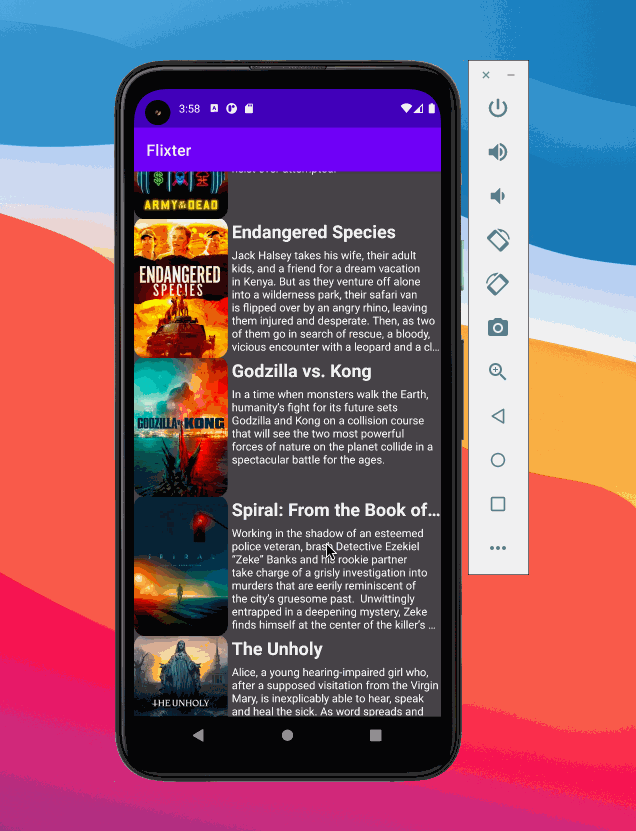 3:58
Flixter
heist ever attempted.
ARMY OF THE DEAD
Endangered Species
ENDANGERED
SPECIES
Jack Halsey takes his wife, their adult
kids, and a friend for a dream vacation
in Kenya. But as they venture off alone
into a wilderness park, their safari van
is flipped over by an angry rhino, leaving
them injured and desperate. Then, as two
of them go in search of rescue, a bloody,
vicious encounter with a leopard and a cl…
Godzilla vs. Kong
GODZILLA VS KONG
In a time when monsters walk the Earth,
humanity's fight for its future sets
Godzilla and Kong on a collision course
that will see the two most powerful
forces of nature on the planet collide in a
spectacular battle for the ages.
Spiral: From the Book of…
SPIRAL
Working in the shadow of an esteemed
police veteran, brash Detective Ezekiel
“Zeke” Banks and his rookie partner
take charge of a grisly investigation into
murders that are eerily reminiscent of
the city's gruesome past.  Unwittingly
entrapped in a deepening mystery, Zeke
finds himself at the center of the killer's …
The Unholy
THE UNHOLY
Alice, a young hearing-impaired girl who,
after a supposed visitation from the Virgin
Mary, is inexplicably able to hear, speak
and heal the sick. As word spreads and